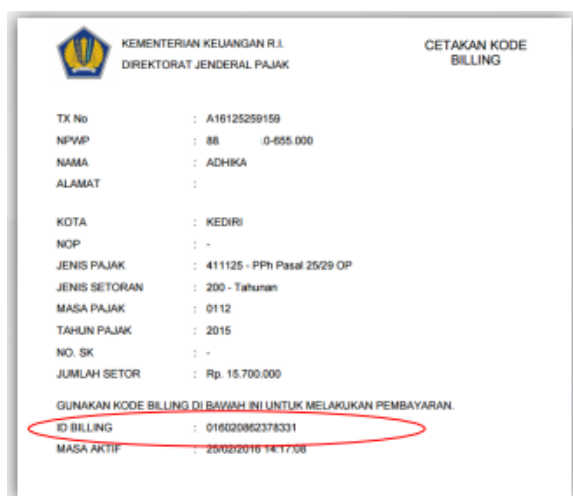 KEMENTERIAN KEUANGAN R.I.
DIREKTORAT JENDERAL PAJAK
CETAKAN KODE
BILLING
TX No : A16125259159
NPWP : 88 0-655.000
NAMA : ADHIKA
ALAMAT :
KOTA : KEDIRI
NOP : -
JENIS PAJAK : 411125 - PPh Pasal 25/29 OP
JENIS SETORAN : 200 - Tahunan
MASA PAJAK : 0112
TAHUN PAJAK : 2015
NO. SK : -
JUMLAH SETOR : Rp. 15.700.000
GUNAKAN KODE BILLING DI BAWAH INI UNTUK MELAKUKAN PEMBAYARAN.
ID BILLING : 016020862378331
MASA AKTIF : 25/02/2016 14:17:08